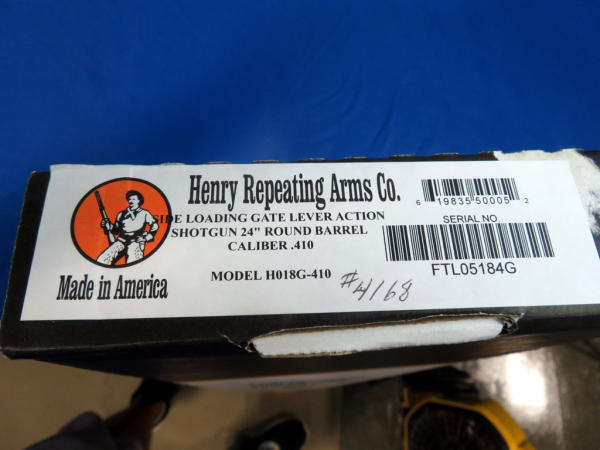 Henry Repeating Arms Co.
SIDE LOADING GATE LEVER ACTION
SHOTGUN 24" ROUND BARREL
CALIBER .410
MODEL H018G-410
#4168
Made in America
6 19835 50005 2
SERIAL NO.
FTL05184G